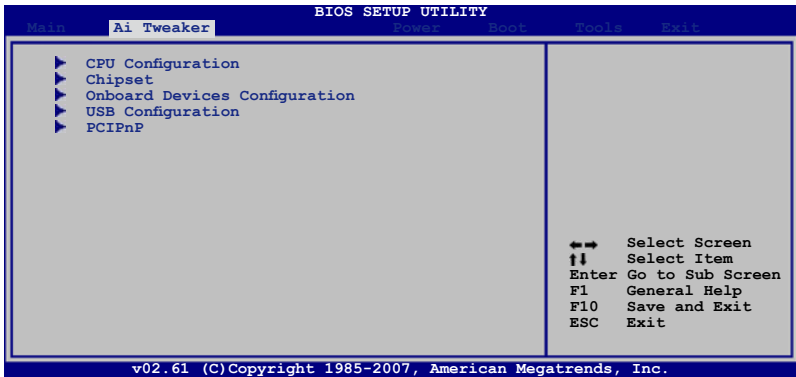 BIOS SETUP UTILITY
Main Ai Tweaker Power Boot Tools Exit
CPU Configuration
Chipset
Onboard Devices Configuration
USB Configuration
PCIPnP
Select Screen
Select Item
Enter Go to Sub Screen
F1 General Help
F10 Save and Exit
ESC Exit
v02.61 (C)Copyright 1985-2007, American Megatrends, Inc.